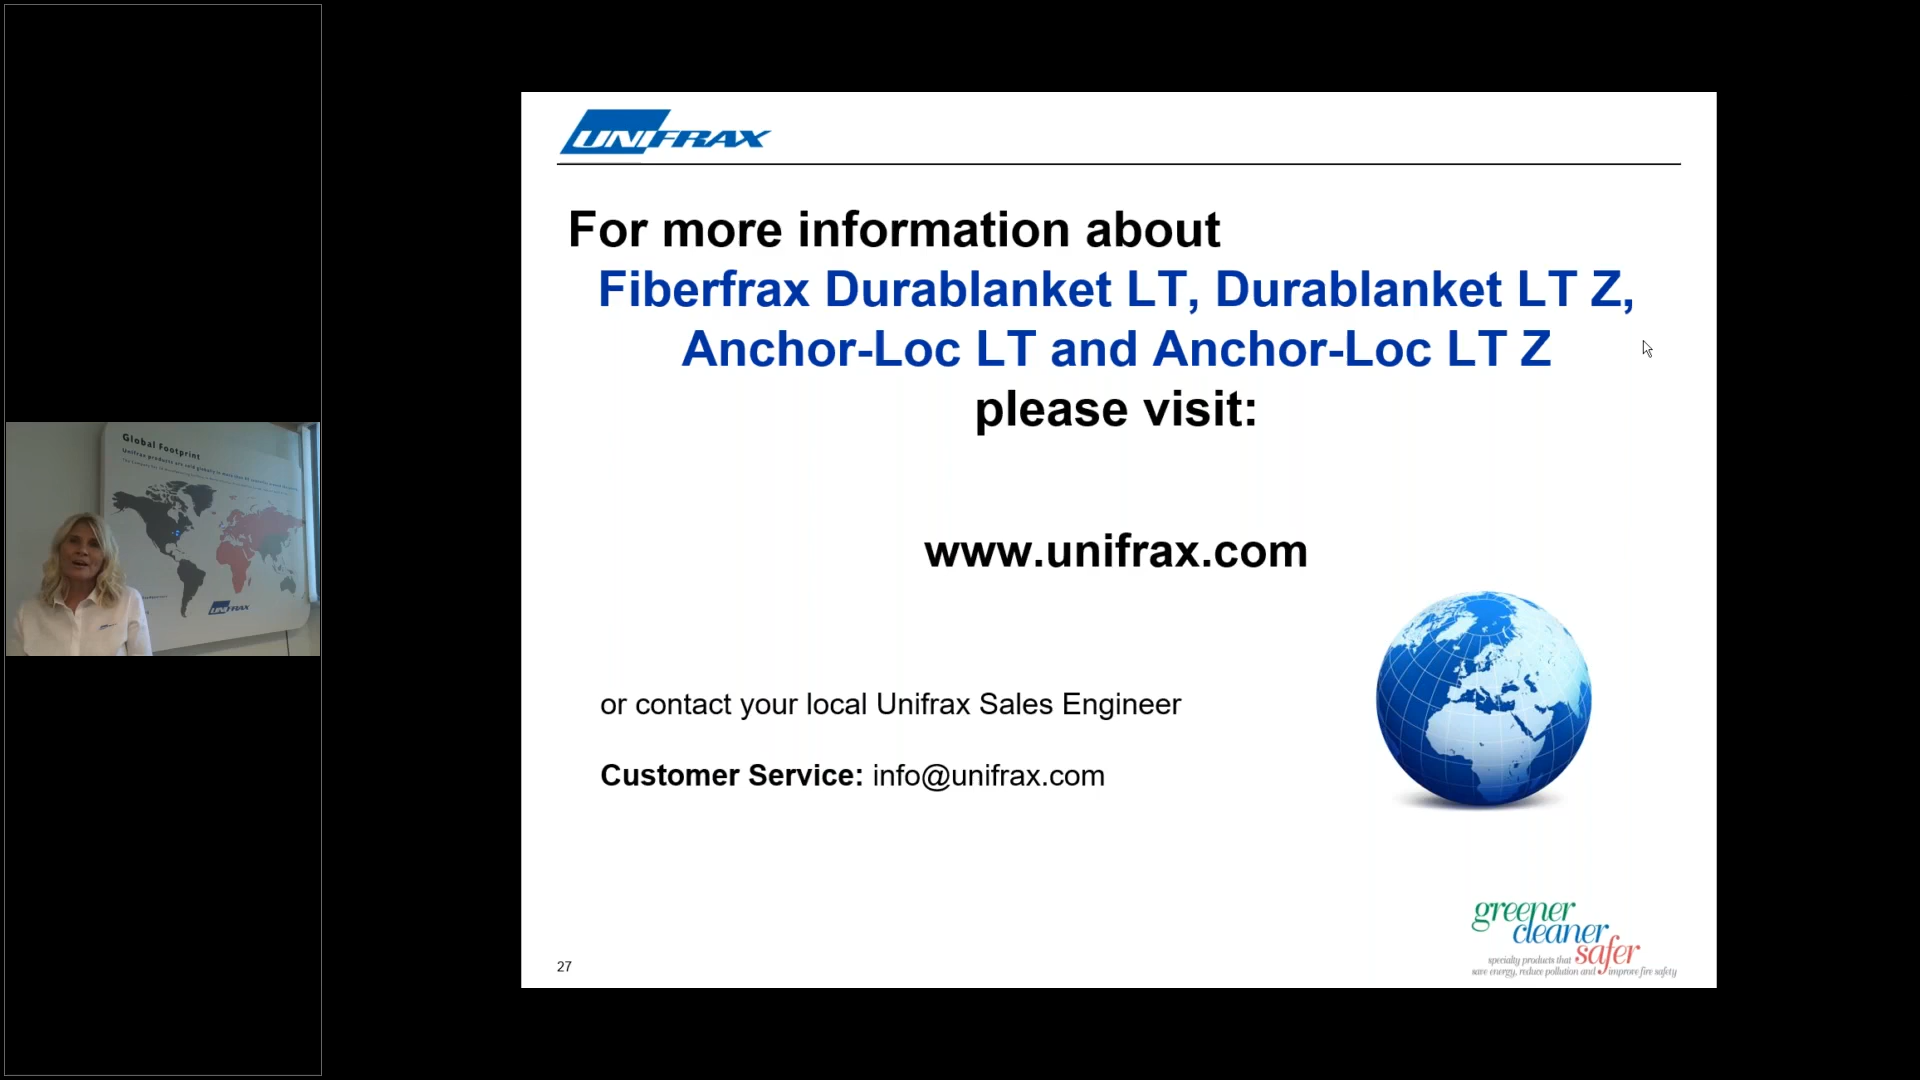 Global Footprint
UNIFRAX
UNIFRAX
For more information about
Fiberfrax Durablanket LT, Durablanket LT Z,
Anchor-Loc LT and Anchor-Loc LT Z
please visit:
www.unifrax.com
or contact your local Unifrax Sales Engineer
Customer Service: info@unifrax.com
greener
cleaner
safer
specialty products that
save energy, reduce pollution and improve fire safety
27